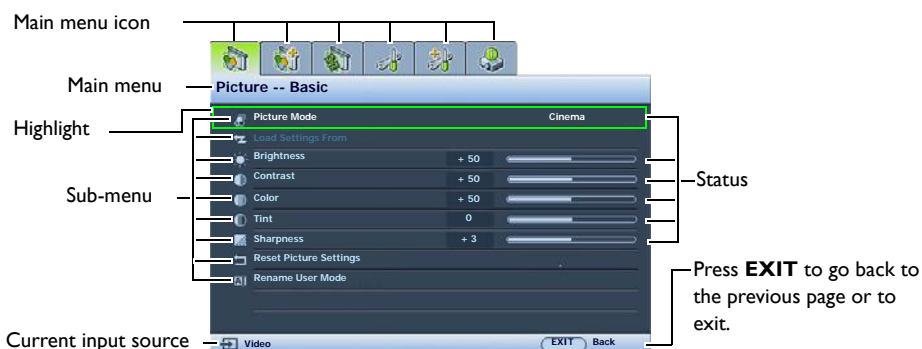 Main menu icon
Main menu
Picture -- Basic
Highlight
Picture Mode Cinema
Load Settings From
Brightness + 50
Contrast + 50
Sub-menu
Status
Color + 50
Tint 0
Sharpness + 3
Reset Picture Settings
Rename User Mode
Press EXIT to go back to
the previous page or to
exit.
Current input source
Video
EXIT Back